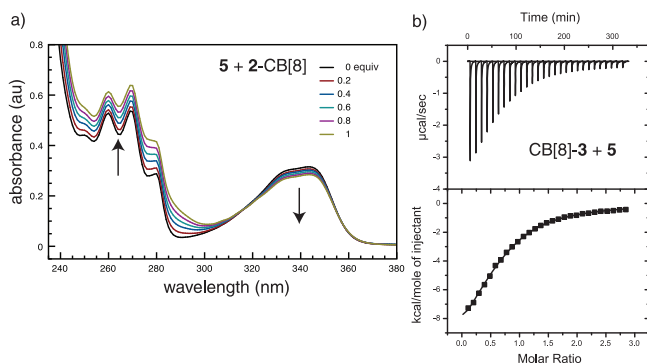 a)
5 + 2-CB[8]
0 equiv
0.2
0.4
0.6
0.8
1
absorbance (au)
0.8
0.6
0.4
0.2
0
240 260 280 300 320 340 360 380
wavelength (nm)
b)
Time (min)
0 100 200 300
0
-1
-2
-3
-4
µcal/sec
CB[8]-3 + 5
0
-2
-4
-6
-8
kcal/mole of injectant
0.0 0.5 1.0 1.5 2.0 2.5 3.0
Molar Ratio